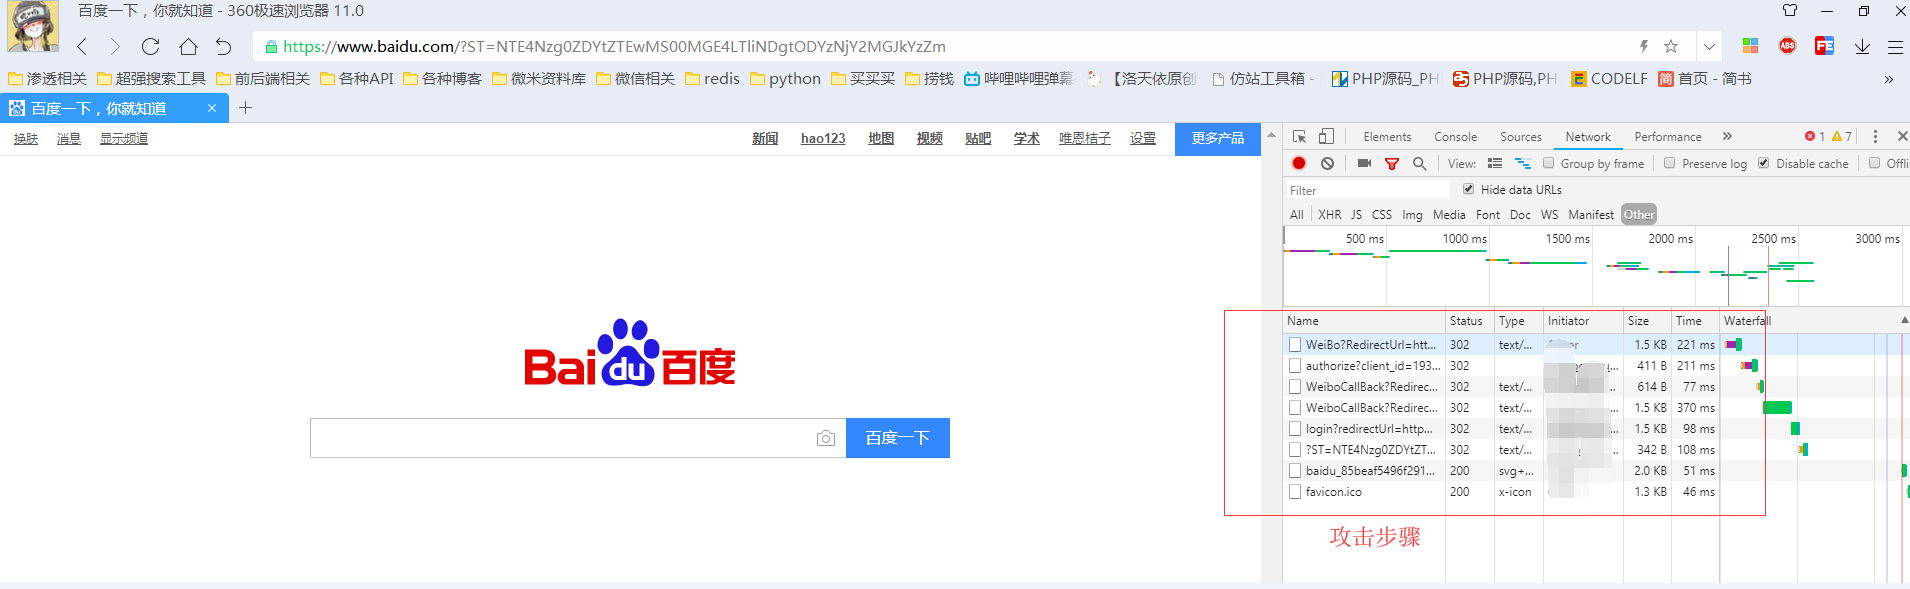 百度一下，你就知道 - 360极速浏览器 11.0
https://www.baidu.com/?ST=NTE4Nzg0ZDYtZTEwMS00MGE4LTliNDgtODYzNjY2MGJkYzZm
渗透相关 超强搜索工具 前后端相关 各种API 各种博客 微米资料库 微信相关 redis python 买买买 捞钱 哔哩哔哩弹幕 【洛天依原创 仿站工具箱 - PHP源码_PH PHP源码,PH CODELF 首页 - 简书 »
百度一下，你就知道
换肤 消息 显示频道 新闻 hao123 地图 视频 贴吧 学术 唯恩桔子 设置 更多产品
Elements Console Sources Network Performance » 1 7
View: Group by frame Preserve log Disable cache Offli
Filter Hide data URLs
All XHR JS CSS Img Media Font Doc WS Manifest Other
500 ms 1000 ms 1500 ms 2000 ms 2500 ms 3000 ms
Name Status Type Initiator Size Time Waterfall
WeiBo?RedirectUrl=htt... 302 text/... 1.5 KB 221 ms
authorize?client_id=193... 302 411 B 211 ms
WeiboCallBack?Redirec... 302 text/... 614 B 77 ms
WeiboCallBack?Redirec... 302 text/... 1.5 KB 370 ms
login?redirectUrl=http... 302 text/... 1.5 KB 98 ms
?ST=NTE4Nzg0ZDYtZT... 302 text/... 342 B 108 ms
baidu_85beaf5496f291... 200 svg+... 2.0 KB 51 ms
favicon.ico 200 x-icon 1.3 KB 46 ms
Bai du 百度
百度一下
攻击步骤